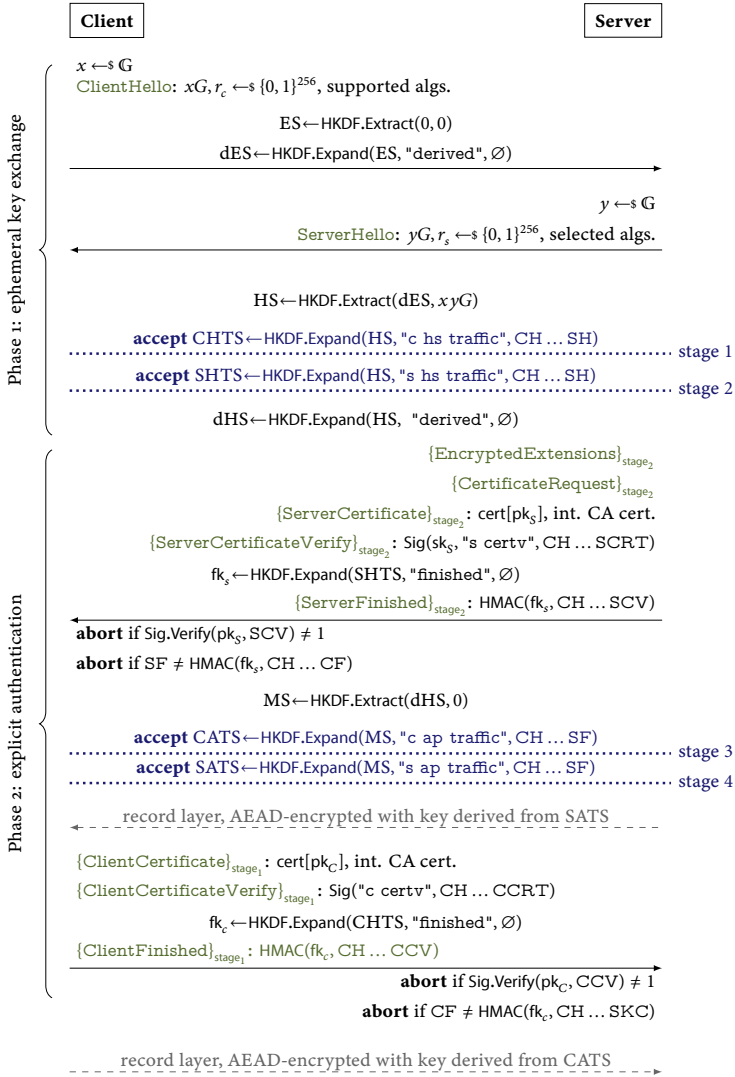 Client Server
x ←$ 𝔾
ClientHello: xG, r_c ←$ {0, 1}^256, supported algs.
ES←HKDF.Extract(0, 0)
dES←HKDF.Expand(ES, "derived", ∅)
y ←$ 𝔾
ServerHello: yG, r_s ←$ {0, 1}^256, selected algs.
HS←HKDF.Extract(dES, xyG)
accept CHTS←HKDF.Expand(HS, "c hs traffic", CH … SH)
stage 1
accept SHTS←HKDF.Expand(HS, "s hs traffic", CH … SH)
stage 2
dHS←HKDF.Expand(HS, "derived", ∅)
Phase 1: ephemeral key exchange
{EncryptedExtensions}_stage_2
{CertificateRequest}_stage_2
{ServerCertificate}_stage_2: cert[pk_S], int. CA cert.
{ServerCertificateVerify}_stage_2: Sig(sk_S, "s certv", CH … SCRT)
fk_s←HKDF.Expand(SHTS, "finished", ∅)
{ServerFinished}_stage_2: HMAC(fk_s, CH … SCV)
abort if Sig.Verify(pk_S, SCV) ≠ 1
abort if SF ≠ HMAC(fk_s, CH … CF)
MS←HKDF.Extract(dHS, 0)
accept CATS←HKDF.Expand(MS, "c ap traffic", CH … SF)
stage 3
accept SATS←HKDF.Expand(MS, "s ap traffic", CH … SF)
stage 4
record layer, AEAD-encrypted with key derived from SATS
{ClientCertificate}_stage_1: cert[pk_C], int. CA cert.
{ClientCertificateVerify}_stage_1: Sig("c certv", CH … CCRT)
fk_c←HKDF.Expand(CHTS, "finished", ∅)
{ClientFinished}_stage_1: HMAC(fk_c, CH … CCV)
abort if Sig.Verify(pk_C, CCV) ≠ 1
abort if CF ≠ HMAC(fk_c, CH … SKC)
Phase 2: explicit authentication
record layer, AEAD-encrypted with key derived from CATS